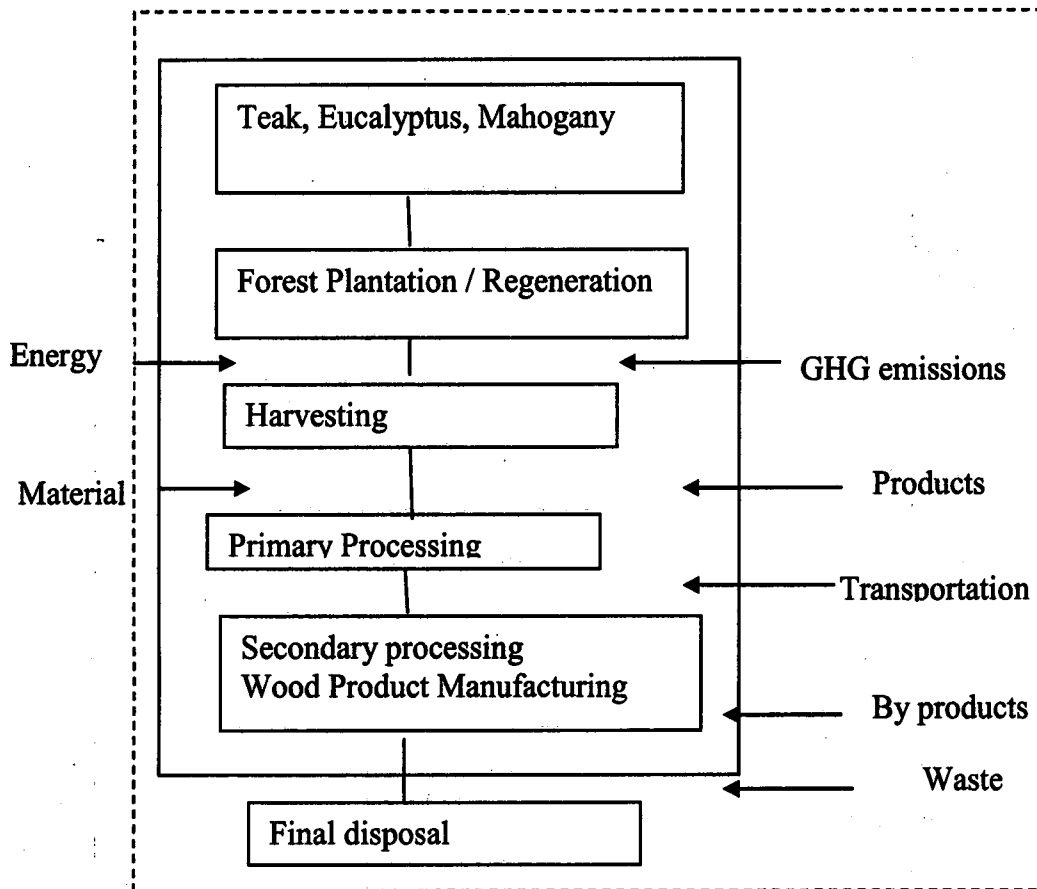 Teak, Eucalyptus, Mahogany
Forest Plantation / Regeneration
Energy
GHG emissions
Harvesting
Material
Products
Primary Processing
Transportation
Secondary processing
Wood Product Manufacturing
By products
Waste
Final disposal